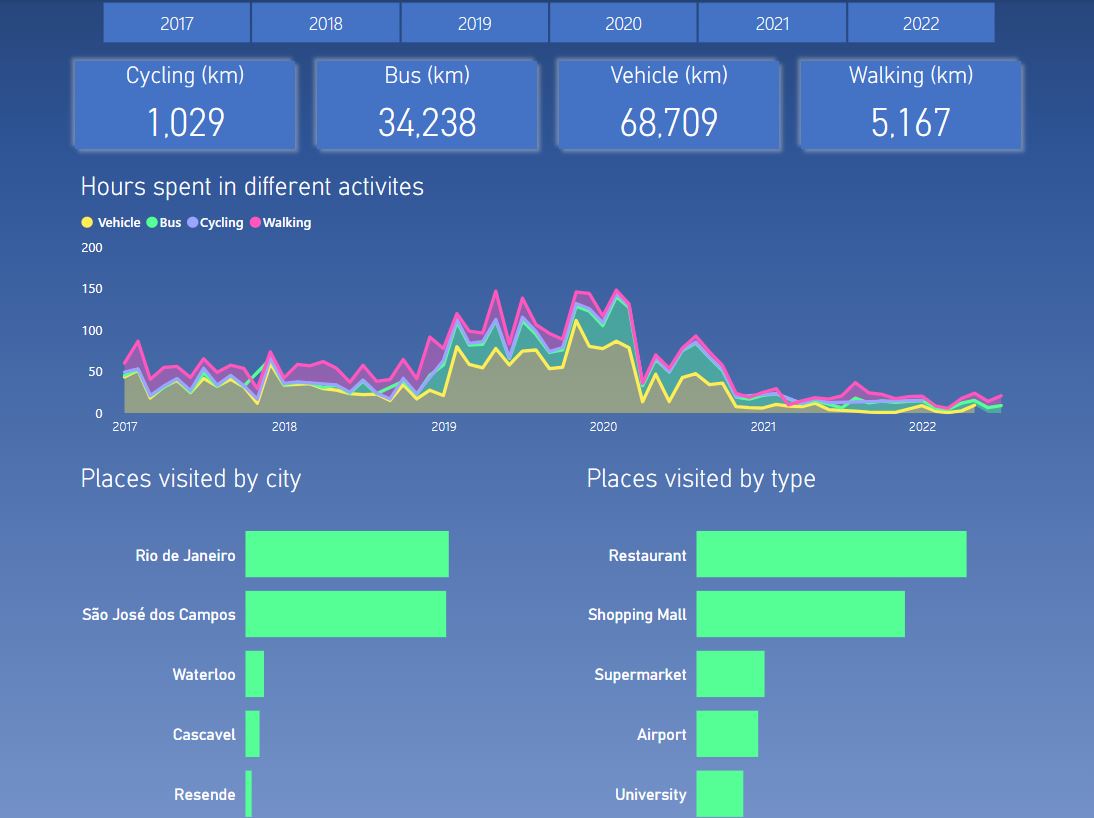 2017 2018 2019 2020 2021 2022
Cycling (km) Bus (km) Vehicle (km) Walking (km)
1,029 34,238 68,709 5,167
Hours spent in different activites
Vehicle Bus Cycling Walking
200
150
100
50
0
2017 2018 2019 2020 2021 2022
Places visited by city Places visited by type
Rio de Janeiro Restaurant
São José dos Campos Shopping Mall
Waterloo Supermarket
Cascavel Airport
Resende University